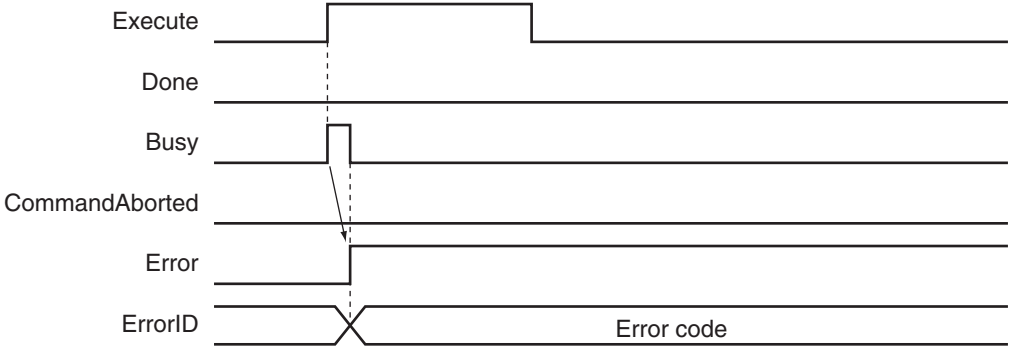 Execute
Done
Busy
CommandAborted
Error
ErrorID
Error code